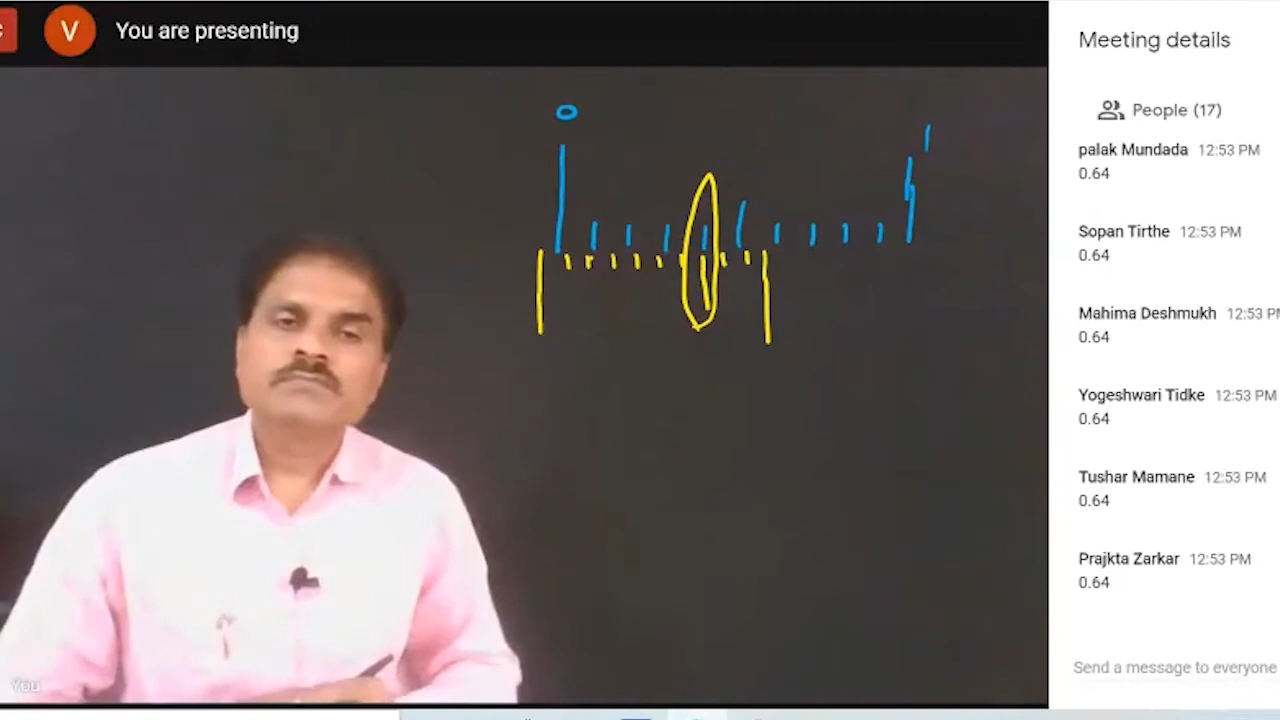 V You are presenting
0 1
You
Meeting details
People (17)
palak Mundada 12:53 PM
0.64
Sopan Tirthe 12:53 PM
0.64
Mahima Deshmukh 12:53 PM
0.64
Yogeshwari Tidke 12:53 PM
0.64
Tushar Mamane 12:53 PM
0.64
Prajkta Zarkar 12:53 PM
0.64
Send a message to everyone